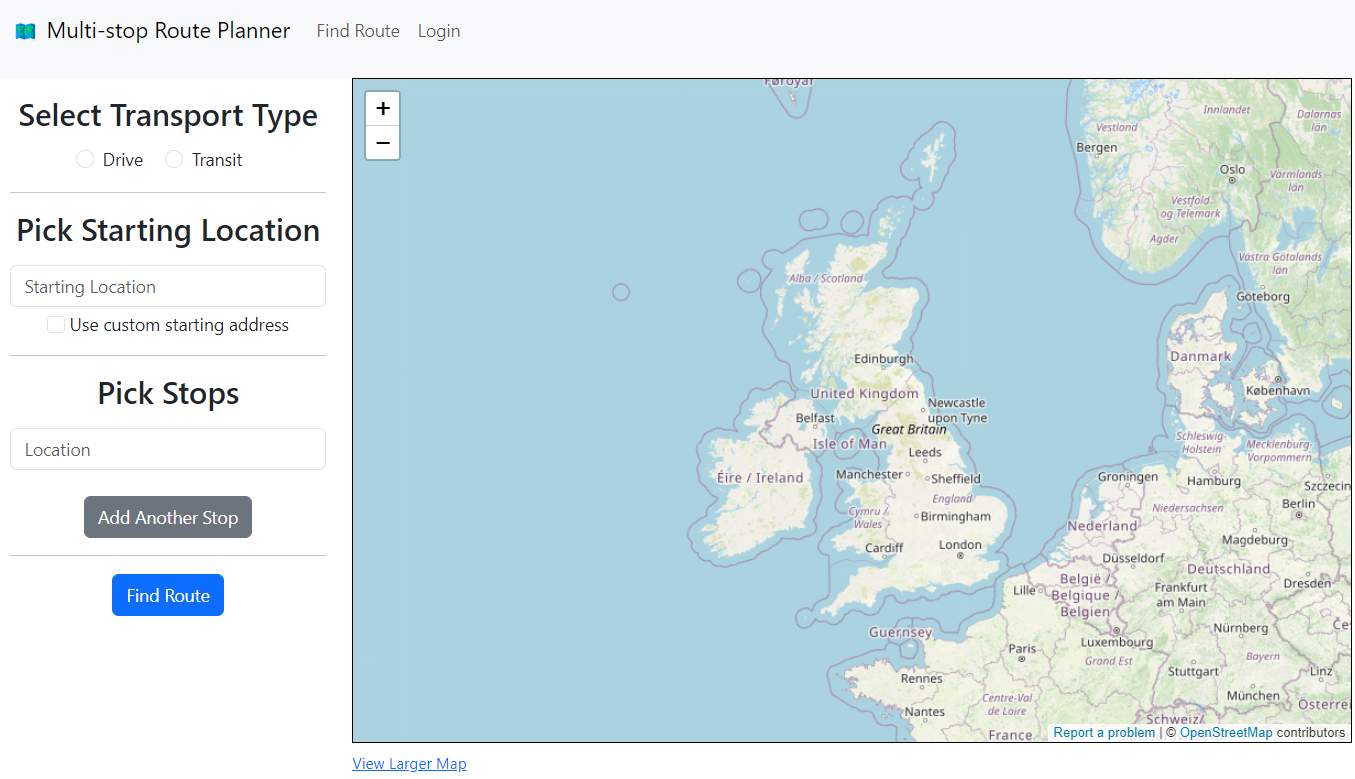 Multi-stop Route Planner Find Route Login
Select Transport Type
Drive Transit
Pick Starting Location
Starting Location
Use custom starting address
Pick Stops
Location
Add Another Stop
Find Route
+
−
Føroyar
Innlandet
Dalarnas
län
Vestland
Bergen
Oslo
Värmlands
län
Vestfold-
og Telemark
Agder
Västra Götalands
län
Göteborg
Alba / Scotland
Edinburgh
Danmark
København
United Kingdom
Newcastle
upon Tyne
Belfast
Great Britain
Isle of Man
Leeds
Schleswig-
Holstein
Mecklenburg-
Vorpommern
Manchester
Sheffield
Éire / Ireland
Groningen
Hamburg
Szczecin
England
Cymru /
Wales
Birmingham
Niedersachsen
Berlin
Nederland
Cardiff
London
Magdeburg
Düsseldorf
Deutschland
België /
Belgique /
Belgien
Lille
Frankfurt
am Main
Dresden
Guernsey
Luxembourg
Nürnberg
Paris
Grand Est
Bayern
Rennes
Stuttgart
Linz
München
Nantes
Centre-Val
de Loire
France
Schweiz/
Report a problem | © OpenStreetMap contributors
View Larger Map